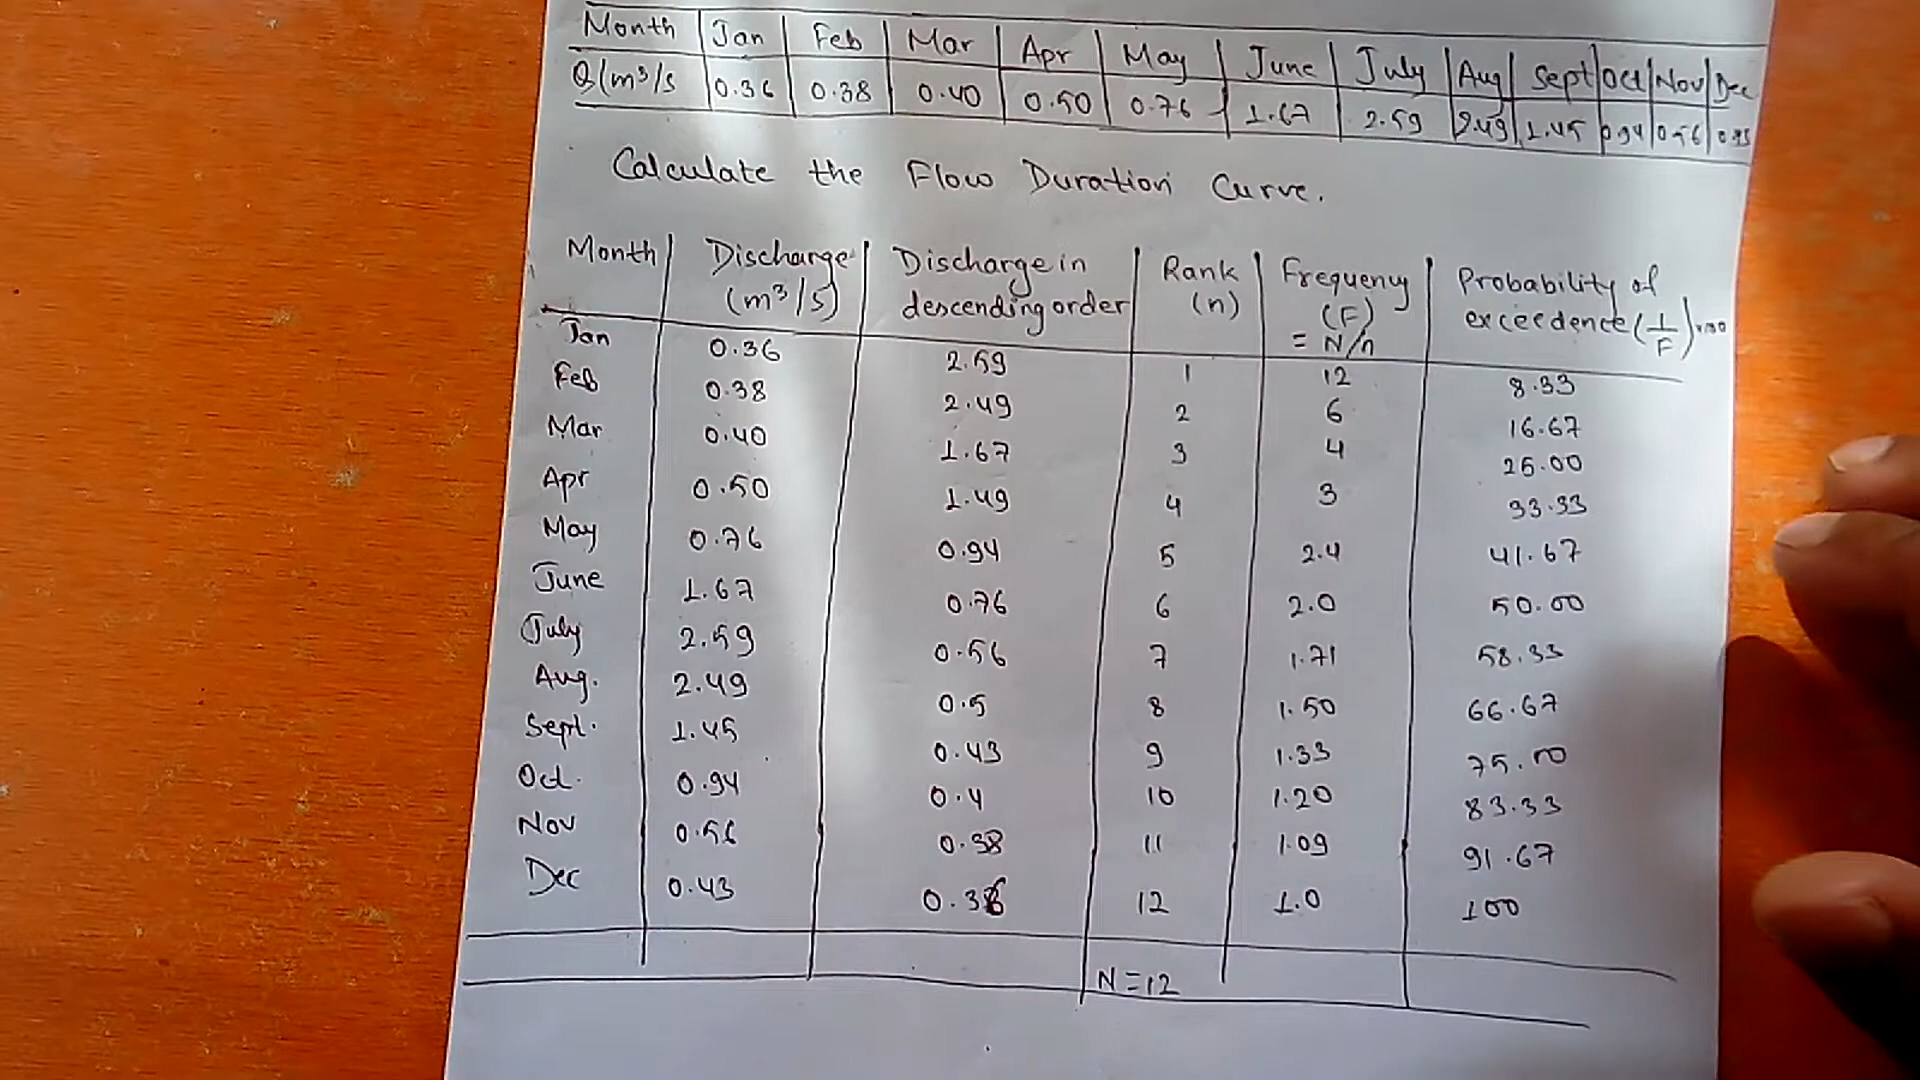 Month Jan Feb Mar Apr May June July Aug Sept Oct Nov Dec
Q(m³/s 0.36 0.38 0.40 0.50 0.76 1.67 2.59 2.49 1.45 0.94 0.56
Calculate the Flow Duration Curve.
Month Discharge Discharge in Rank Frequency Probability of
(m³/s) descending order (n) (F) exceedence (1/F)×100
= N/n
Jan 0.36 2.59 1 12 8.33
Feb 0.38 2.49 2 6 16.67
Mar 0.40 1.67 3 4 25.00
Apr 0.50 1.49 4 3 33.33
May 0.76 0.94 5 2.4 41.67
June 1.67 0.76 6 2.0 50.00
July 2.59 0.56 7 1.71 58.33
Aug. 2.49 0.5 8 1.50 66.67
Sept. 1.45 0.43 9 1.33 75.00
Oct. 0.94 0.4 10 1.20 83.33
Nov 0.56 0.38 11 1.09 91.67
Dec 0.43 0.36 12 1.0 100
N = 12